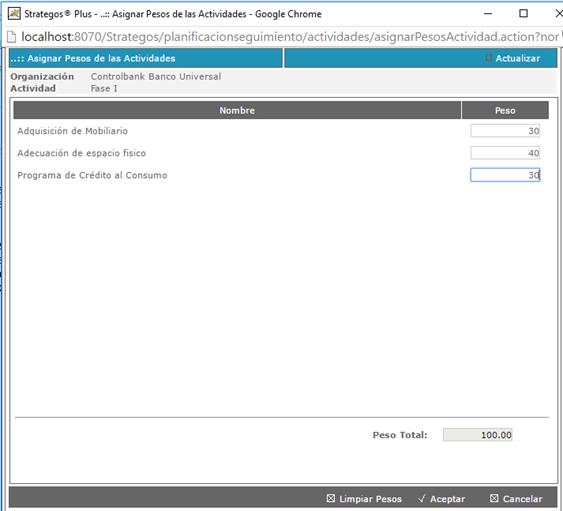 Strategos® Plus - ..:: Asignar Pesos de las Actividades - Google Chrome
localhost:8070/Strategos/planificacionseguimiento/actividades/asignarPesosActividad.action?nor
..:: Asignar Pesos de las Actividades Actualizar
Organización Controlbank Banco Universal
Actividad Fase I
Nombre Peso
Adquisición de Mobiliario 30
Adecuación de espacio fisico 40
Programa de Crédito al Consumo 30
Peso Total: 100.00
Limpiar Pesos Aceptar Cancelar